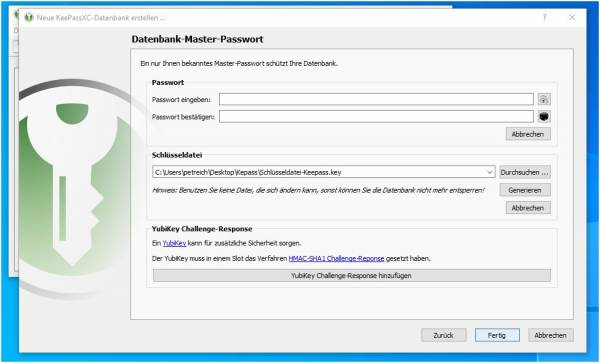 Neue KeePassXC-Datenbank erstellen ...
Datenbank-Master-Passwort
Ein nur Ihnen bekanntes Master-Passwort schützt Ihre Datenbank.
Passwort
Passwort eingeben:
Passwort bestätigen:
Abbrechen
Schlüsseldatei
C:\Users\petreich\Desktop\Kepass\Schlüsseldatei-Keepass.key
Durchsuchen ...
Hinweis: Benutzen Sie keine Datei, die sich ändern kann, sonst können Sie die Datenbank nicht mehr entsperren!
Generieren
Abbrechen
YubiKey Challenge-Response
Ein YubiKey kann für zusätzliche Sicherheit sorgen.
Der YubiKey muss in einem Slot das Verfahren HMAC-SHA1 Challenge-Reponse gesetzt haben.
YubiKey Challenge-Response hinzufügen
Zurück Fertig Abbrechen